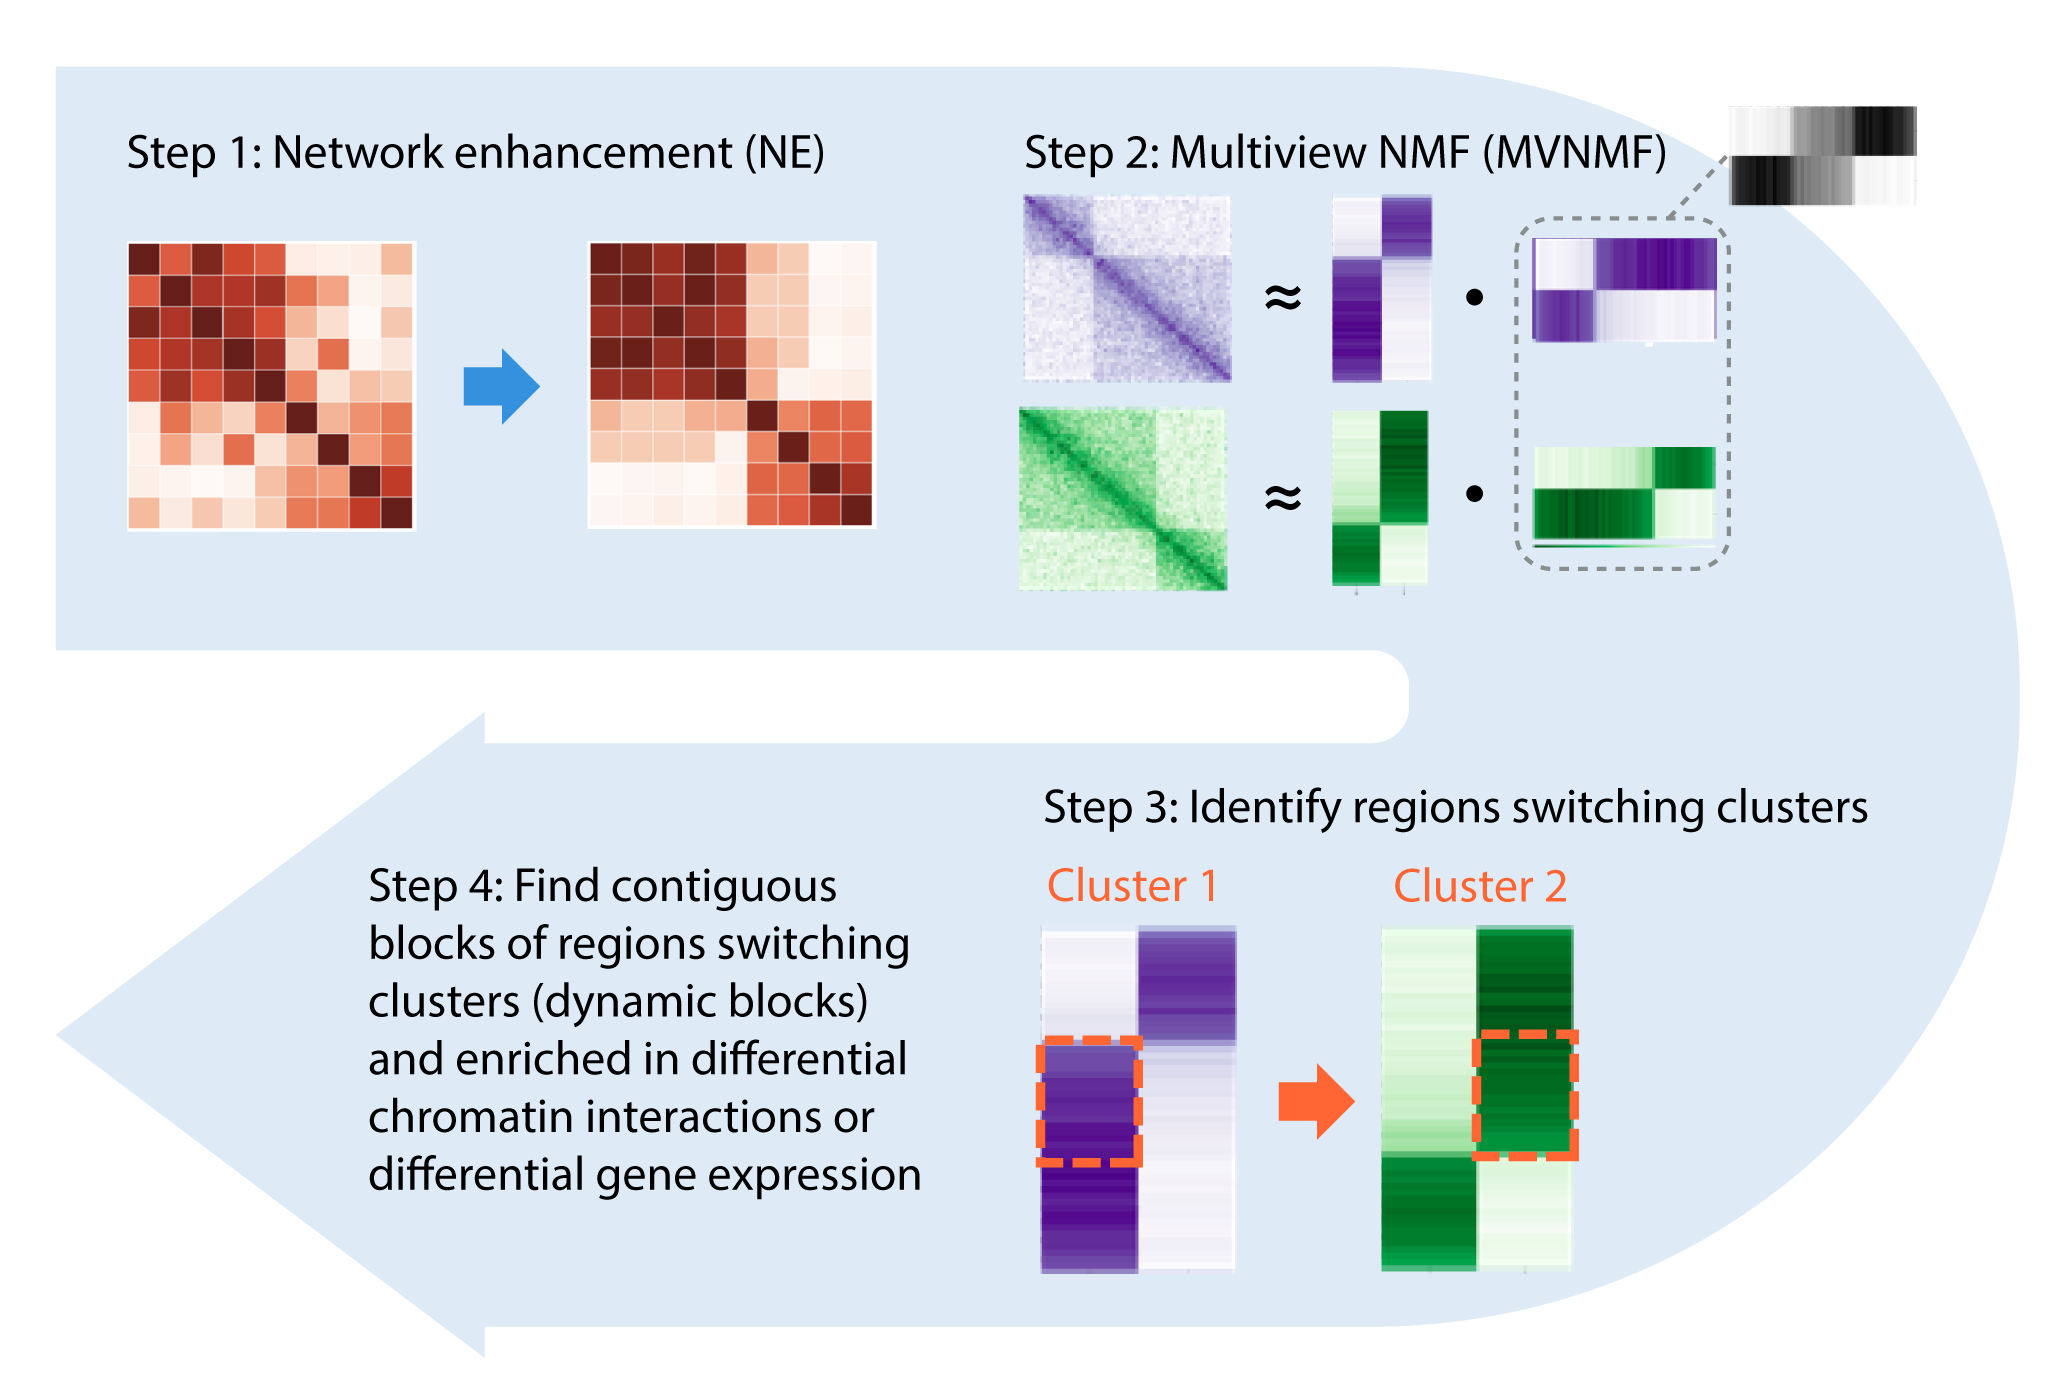 Step 1: Network enhancement (NE)
Step 2: Multiview NMF (MVNMF)
≈ •
≈ •
Step 3: Identify regions switching clusters
Cluster 1
Cluster 2
Step 4: Find contiguous
blocks of regions switching
clusters (dynamic blocks)
and enriched in differential
chromatin interactions or
differential gene expression